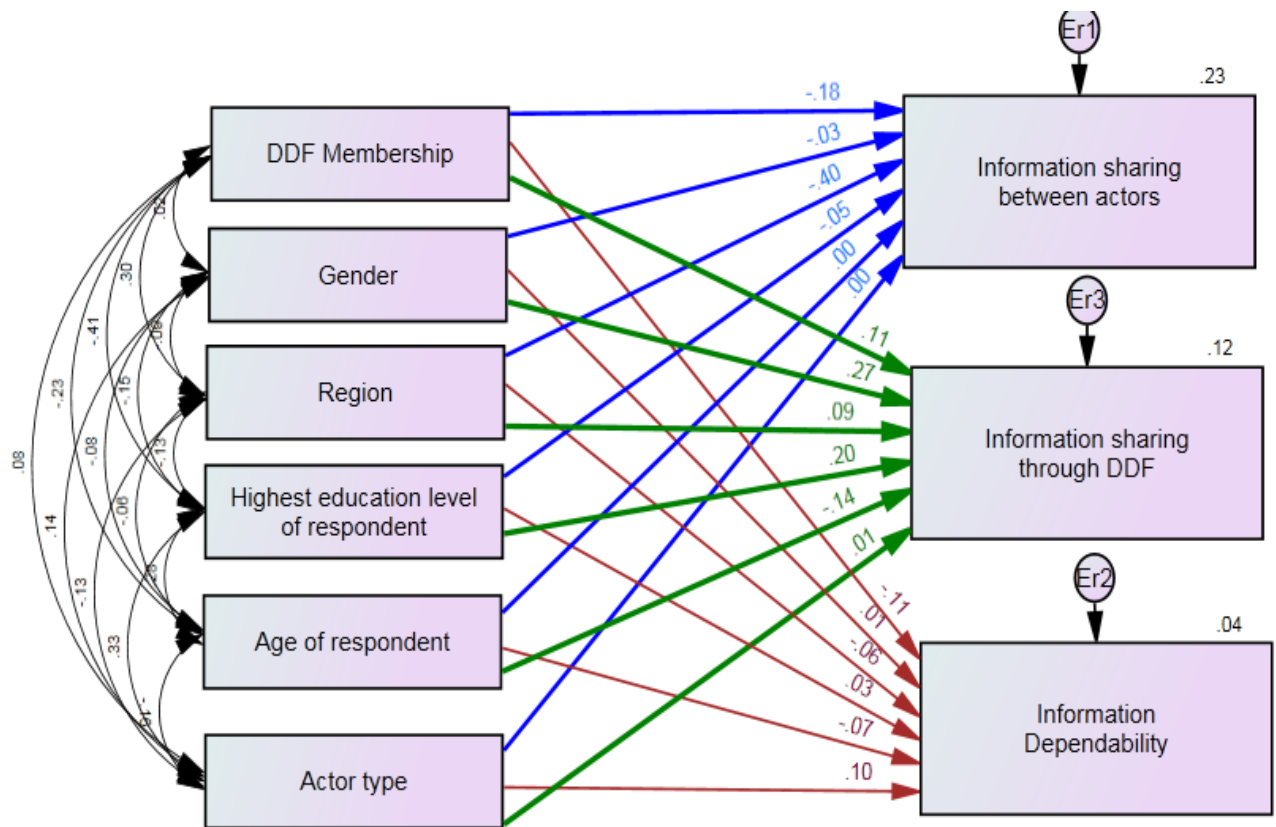 Er1
.23
-.18
DDF Membership
-.03
Information sharing
between actors
-.40
.02
-.05
Gender
.00
.30
.00
Er3
-.41
.11
.12
.27
-.15
Region
-.23
.09
Information sharing
through DDF
-.13
.20
-.08
.08
Highest education level
of respondent
-.14
-.06
.14
.01
Er2
-.11
-.13
.01
.04
Age of respondent
.33
-.06
.03
-.07
Information
Dependability
.10
Actor type